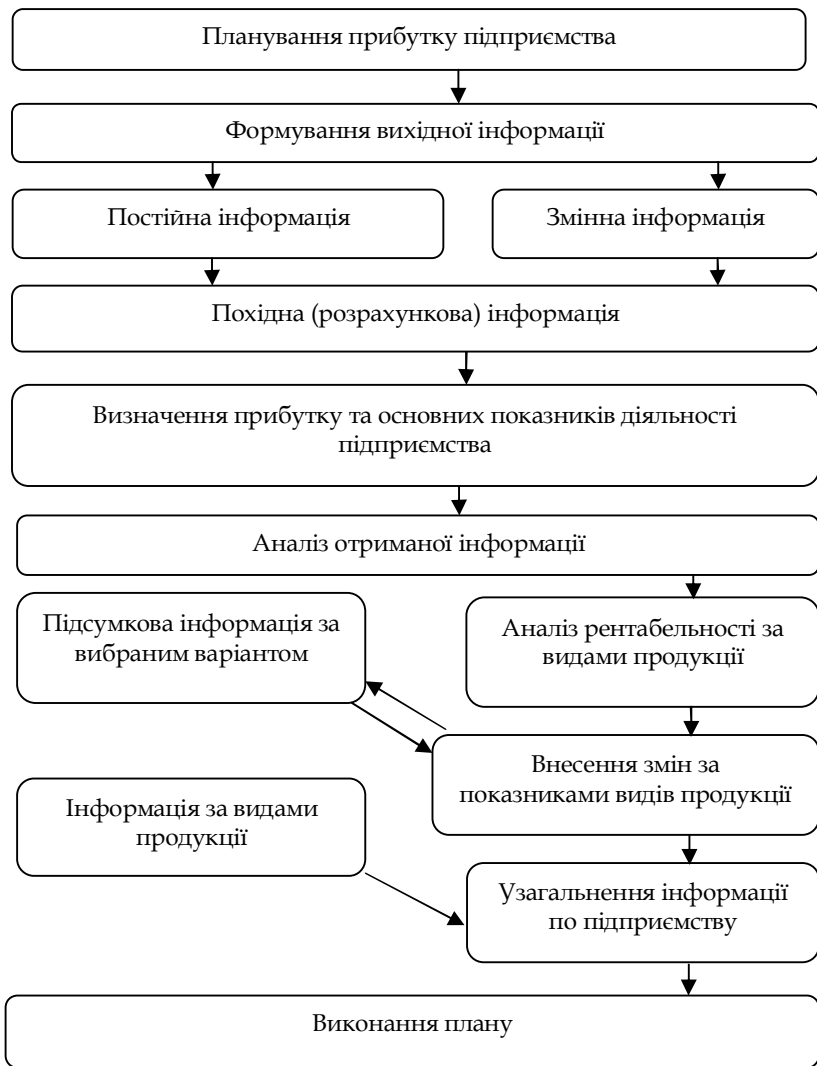 Планування прибутку підприємства
Формування вихідної інформації
Постійна інформація
Змінна інформація
Похідна (розрахункова) інформація
Визначення прибутку та основних показників діяльності
підприємства
Аналіз отриманої інформації
Підсумкова інформація за
вибраним варіантом
Аналіз рентабельності за
видами продукції
Внесення змін за
показниками видів продукції
Інформація за видами
продукції
Узагальнення інформації
по підприємству
Виконання плану